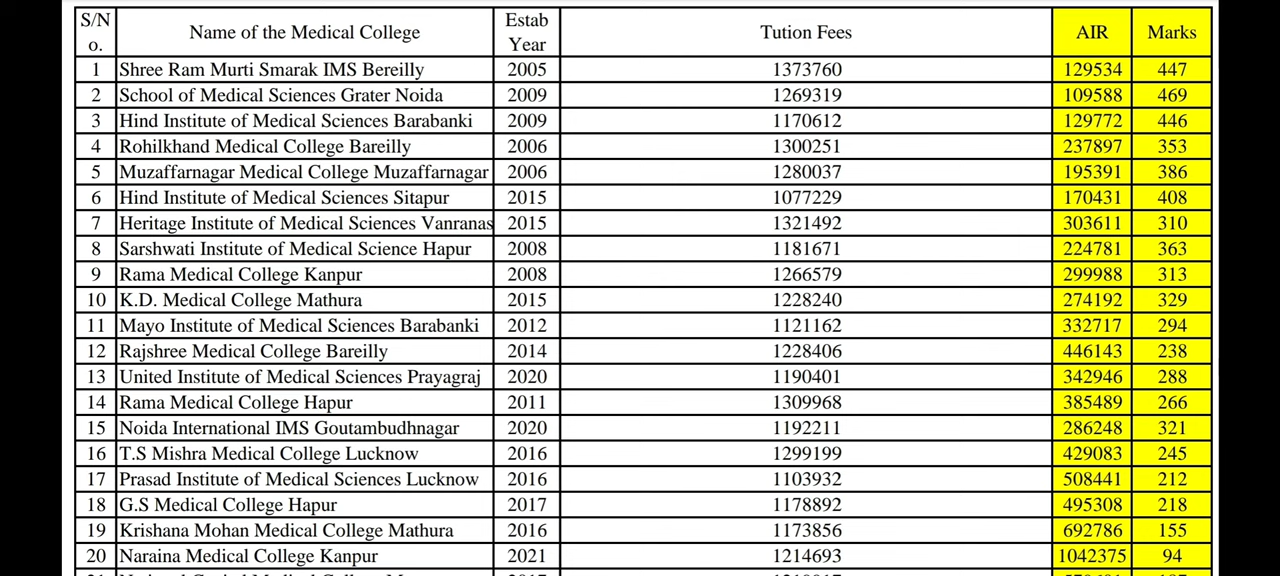 S/N Name of the Medical College Estab Tution Fees AIR Marks
o. Year
1 Shree Ram Murti Smarak IMS Bereilly 2005 1373760 129534 447
2 School of Medical Sciences Grater Noida 2009 1269319 109588 469
3 Hind Institute of Medical Sciences Barabanki 2009 1170612 129772 446
4 Rohilkhand Medical College Bareilly 2006 1300251 237897 353
5 Muzaffarnagar Medical College Muzaffarnagar 2006 1280037 195391 386
6 Hind Institute of Medical Sciences Sitapur 2015 1077229 170431 408
7 Heritage Institute of Medical Sciences Vanranas 2015 1321492 303611 310
8 Sarshwati Institute of Medical Science Hapur 2008 1181671 224781 363
9 Rama Medical College Kanpur 2008 1266579 299988 313
10 K.D. Medical College Mathura 2015 1228240 274192 329
11 Mayo Institute of Medical Sciences Barabanki 2012 1121162 332717 294
12 Rajshree Medical College Bareilly 2014 1228406 446143 238
13 United Institute of Medical Sciences Prayagraj 2020 1190401 342946 288
14 Rama Medical College Hapur 2011 1309968 385489 266
15 Noida International IMS Goutambudhnagar 2020 1192211 286248 321
16 T.S Mishra Medical College Lucknow 2016 1299199 429083 245
17 Prasad Institute of Medical Sciences Lucknow 2016 1103932 508441 212
18 G.S Medical College Hapur 2017 1178892 495308 218
19 Krishana Mohan Medical College Mathura 2016 1173856 692786 155
20 Naraina Medical College Kanpur 2021 1214693 1042375 94